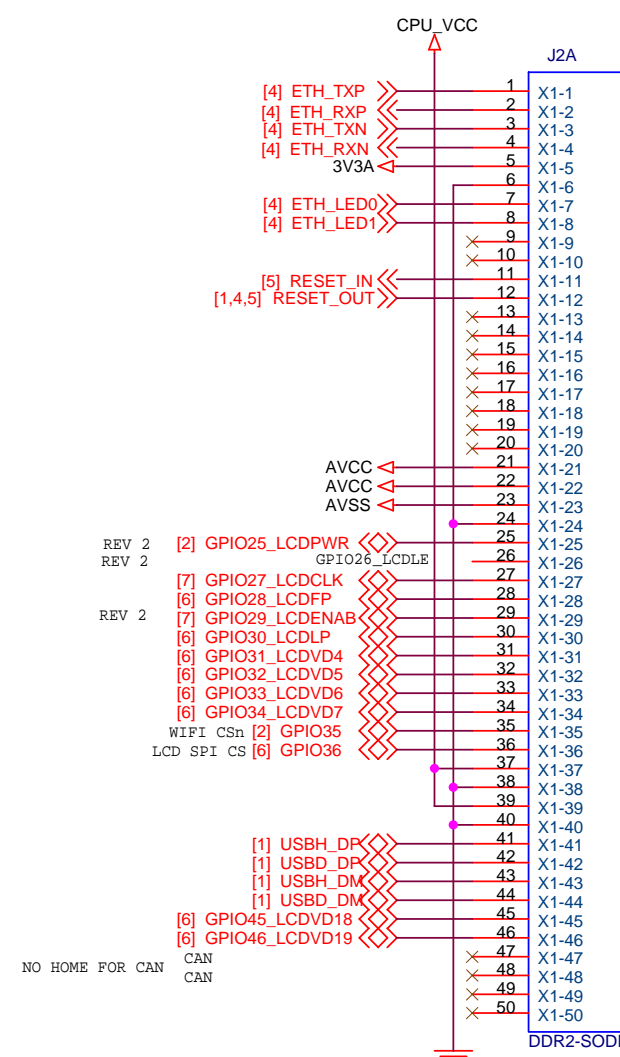 CPU_VCC
J2A
[4] ETH_TXP 1 X1-1
[4] ETH_RXP 2 X1-2
[4] ETH_TXN 3 X1-3
[4] ETH_RXN 4 X1-4
3V3A 5 X1-5
6 X1-6
[4] ETH_LED0 7 X1-7
[4] ETH_LED1 8 X1-8
9 X1-9
10 X1-10
[5] RESET_IN 11 X1-11
[1,4,5] RESET_OUT 12 X1-12
13 X1-13
14 X1-14
15 X1-15
16 X1-16
17 X1-17
18 X1-18
19 X1-19
20 X1-20
AVCC 21 X1-21
AVCC 22 X1-22
AVSS 23 X1-23
24 X1-24
REV 2 [2] GPIO25_LCDPWR 25 X1-25
REV 2 GPIO26_LCDLE 26 X1-26
[7] GPIO27_LCDCLK 27 X1-27
[6] GPIO28_LCDFP 28 X1-28
REV 2 [7] GPIO29_LCDENAB 29 X1-29
[6] GPIO30_LCDLP 30 X1-30
[6] GPIO31_LCDVD4 31 X1-31
[6] GPIO32_LCDVD5 32 X1-32
[6] GPIO33_LCDVD6 33 X1-33
[6] GPIO34_LCDVD7 34 X1-34
WIFI CSn [2] GPIO35 35 X1-35
LCD SPI CS [6] GPIO36 36 X1-36
37 X1-37
38 X1-38
39 X1-39
40 X1-40
[1] USBH_DP 41 X1-41
[1] USBD_DP 42 X1-42
[1] USBH_DM 43 X1-43
[1] USBD_DM 44 X1-44
[6] GPIO45_LCDVD18 45 X1-45
[6] GPIO46_LCDVD19 46 X1-46
CAN 47 X1-47
NO HOME FOR CAN
CAN 48 X1-48
49 X1-49
50 X1-50